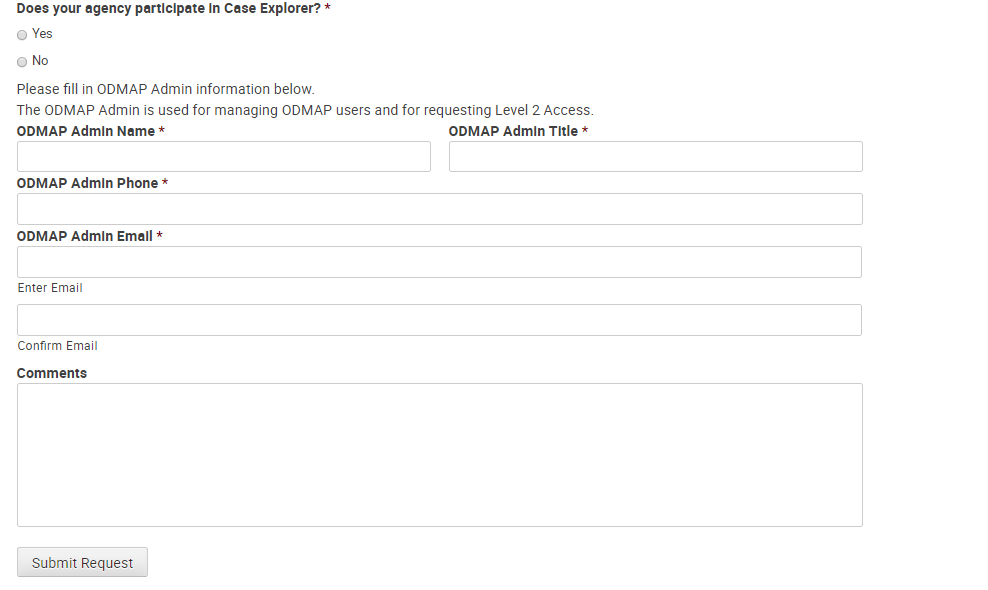 Does your agency participate in Case Explorer? *
Yes
No
Please fill in ODMAP Admin information below.
The ODMAP Admin is used for managing ODMAP users and for requesting Level 2 Access.
ODMAP Admin Name * ODMAP Admin Title *
ODMAP Admin Phone *
ODMAP Admin Email *
Enter Email
Confirm Email
Comments
Submit Request